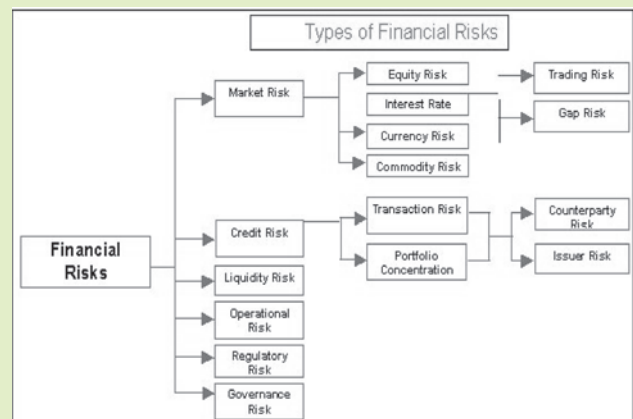 Types of Financial Risks
Equity Risk
Trading Risk
Market Risk
Interest Rate
Gap Risk
Currency Risk
Commodity Risk
Transaction Risk
Counterparty
Risk
Credit Risk
Financial
Risks
Portfolio
Concentration
Issuer Risk
Liquidity Risk
Operational
Risk
Regulatory
Risk
Governance
Risk